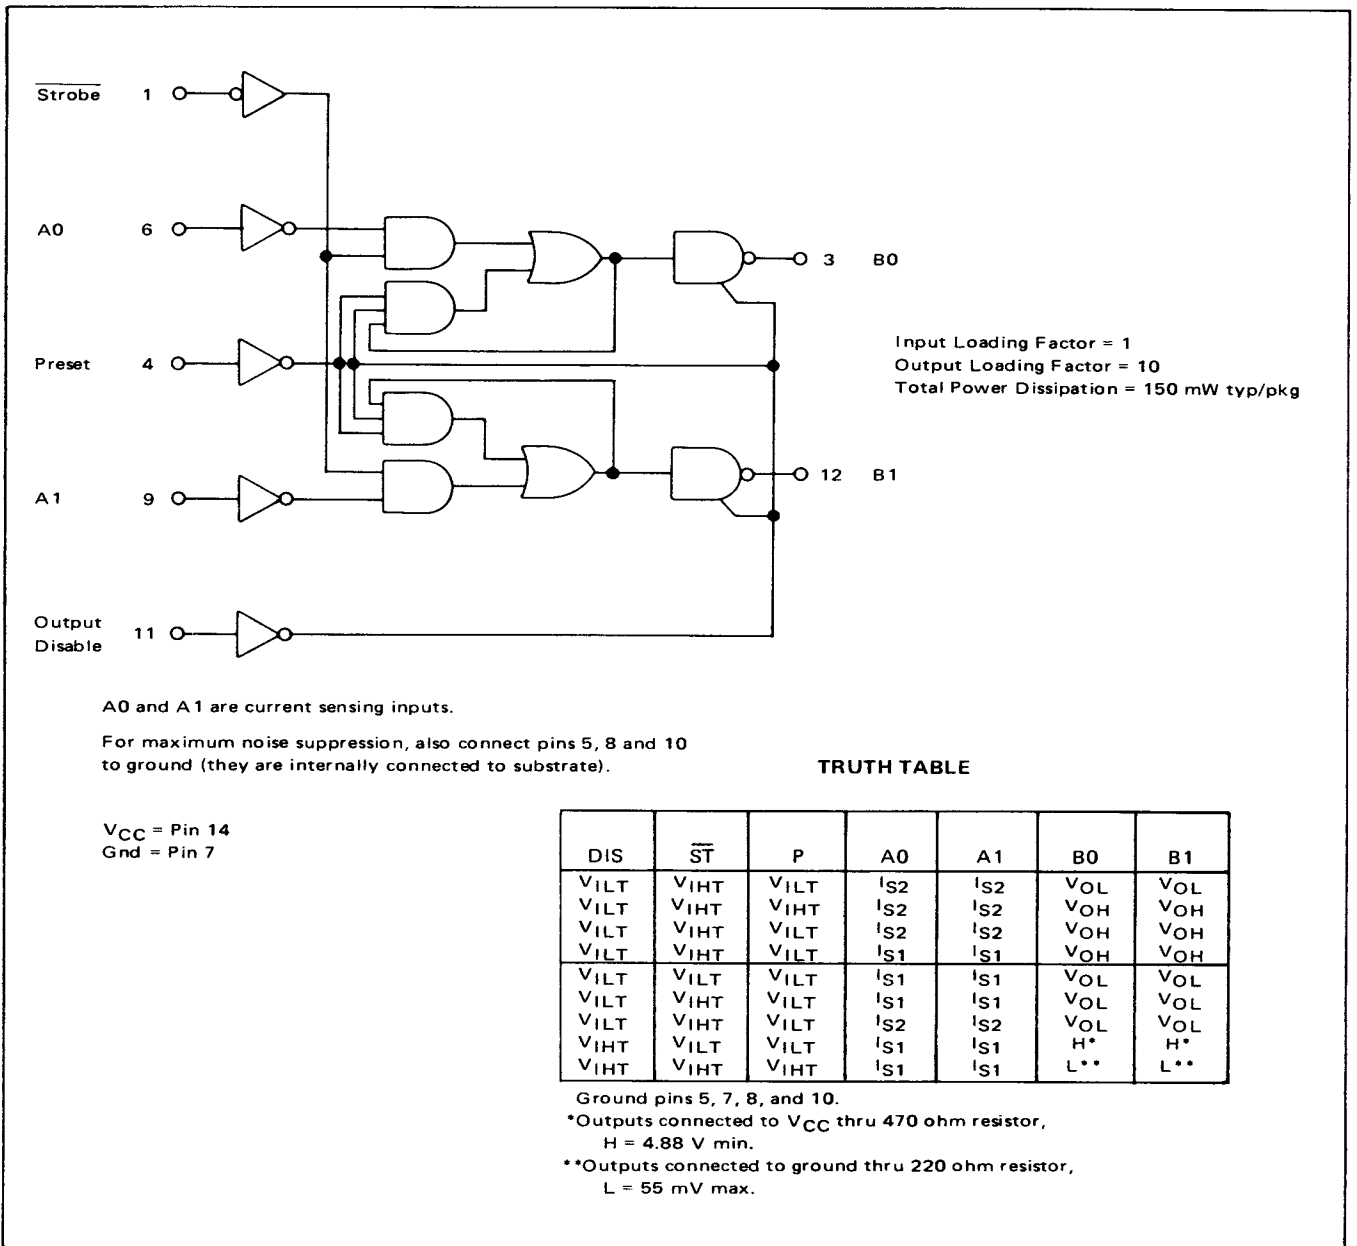 Strobe 1
A0 6
3 B0
Input Loading Factor = 1
Preset 4
Output Loading Factor = 10
Total Power Dissipation = 150 mW typ/pkg
12 B1
A1 9
Output
Disable 11
A0 and A1 are current sensing inputs.
For maximum noise suppression, also connect pins 5, 8 and 10
to ground (they are internally connected to substrate).
TRUTH TABLE
VCC = Pin 14
Gnd = Pin 7
DIS S̅T̅ P A0 A1 B0 B1
VILT VIHT VILT IS2 IS2 VOL VOL
VILT VIHT VIHT IS2 IS2 VOH VOH
VILT VIHT VILT IS2 IS2 VOH VOH
VILT VIHT VILT IS1 IS1 VOH VOH
VILT VILT VILT IS1 IS1 VOL VOL
VILT VIHT VILT IS1 IS1 VOL VOL
VILT VIHT VILT IS2 IS2 VOL VOL
VIHT VILT VILT IS1 IS1 H* H*
VIHT VIHT VIHT IS1 IS1 L** L**
Ground pins 5, 7, 8, and 10.
*Outputs connected to VCC thru 470 ohm resistor,
H = 4.88 V min.
**Outputs connected to ground thru 220 ohm resistor,
L = 55 mV max.